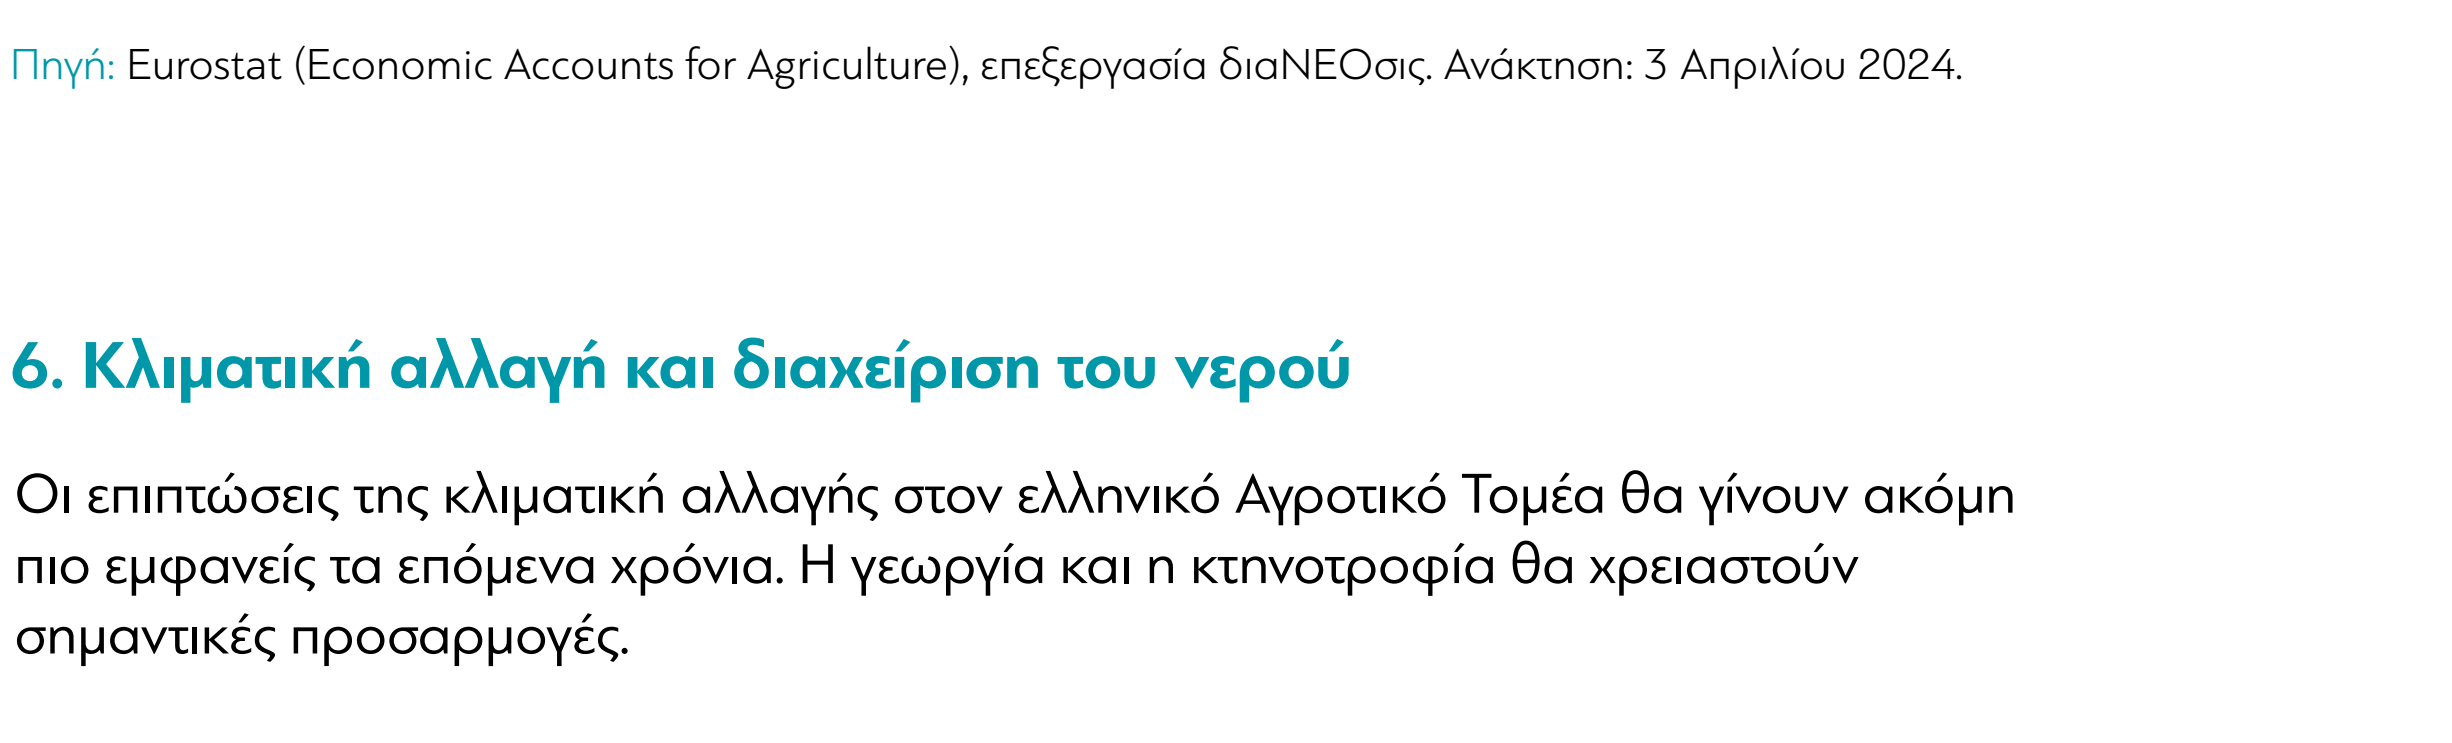 Πηγή: Eurostat (Economic Accounts for Agriculture), επεξεργασία διαΝΕΟσις. Ανάκτηση: 3 Απριλίου 2024.
6. Κλιματική αλλαγή και διαχείριση του νερού
Οι επιπτώσεις της κλιματική αλλαγής στον ελληνικό Αγροτικό Τομέα θα γίνουν ακόμη
πιο εμφανείς τα επόμενα χρόνια. Η γεωργία και η κτηνοτροφία θα χρειαστούν
σημαντικές προσαρμογές.